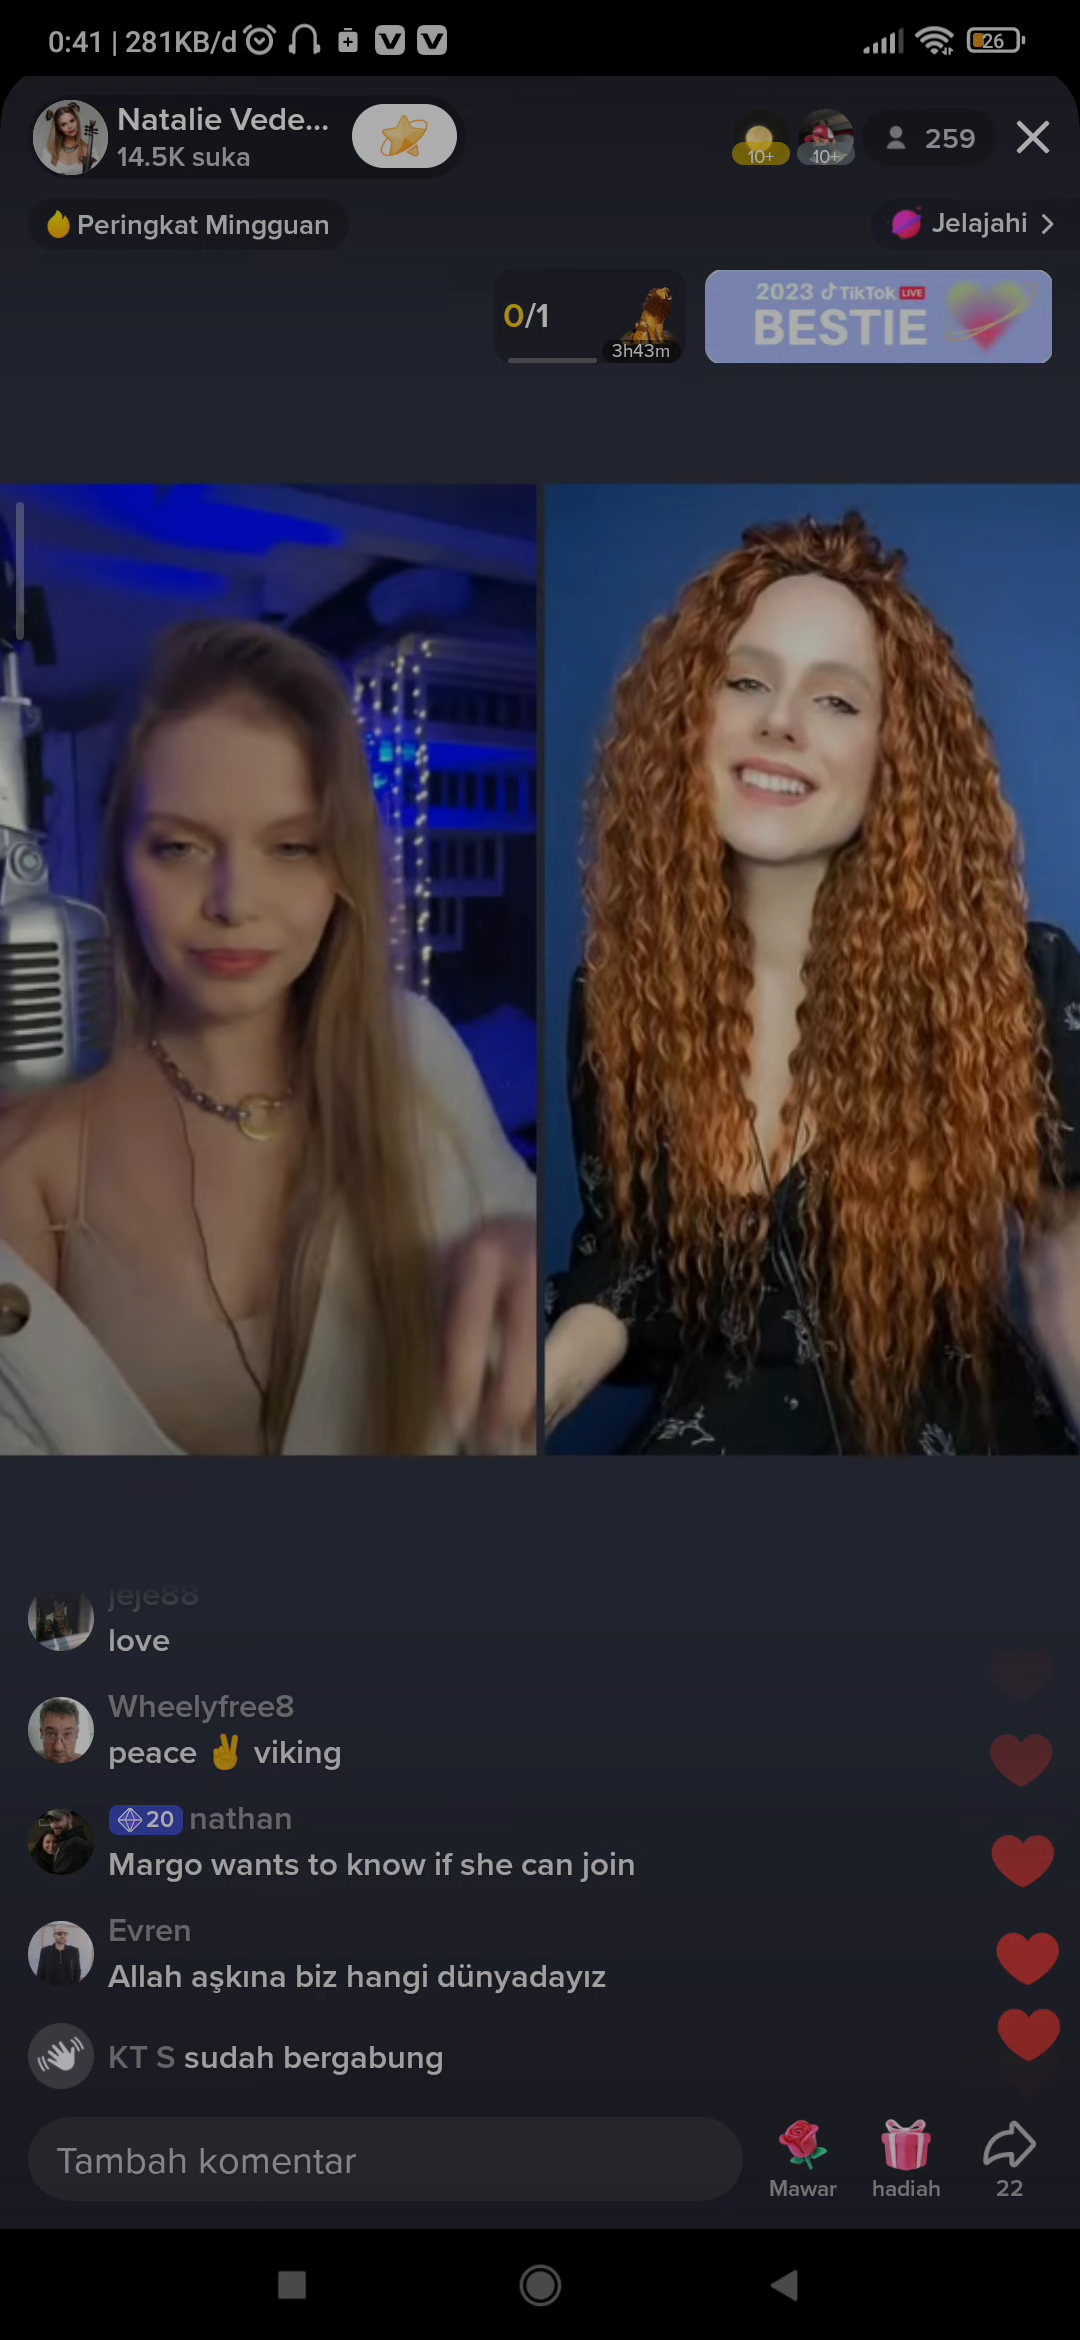 0:41 | 281KB/d
26
Natalie Vede...
14.5K suka
10+
10+
259
Peringkat Mingguan
Jelajahi
0/1
3h43m
2023 TikTok LIVE
BESTIE
jeje88
love
Wheelyfree8
peace ✌ viking
20 nathan
Margo wants to know if she can join
Evren
Allah aşkına biz hangi dünyadayız
KT S sudah bergabung
Tambah komentar
Mawar
hadiah
22